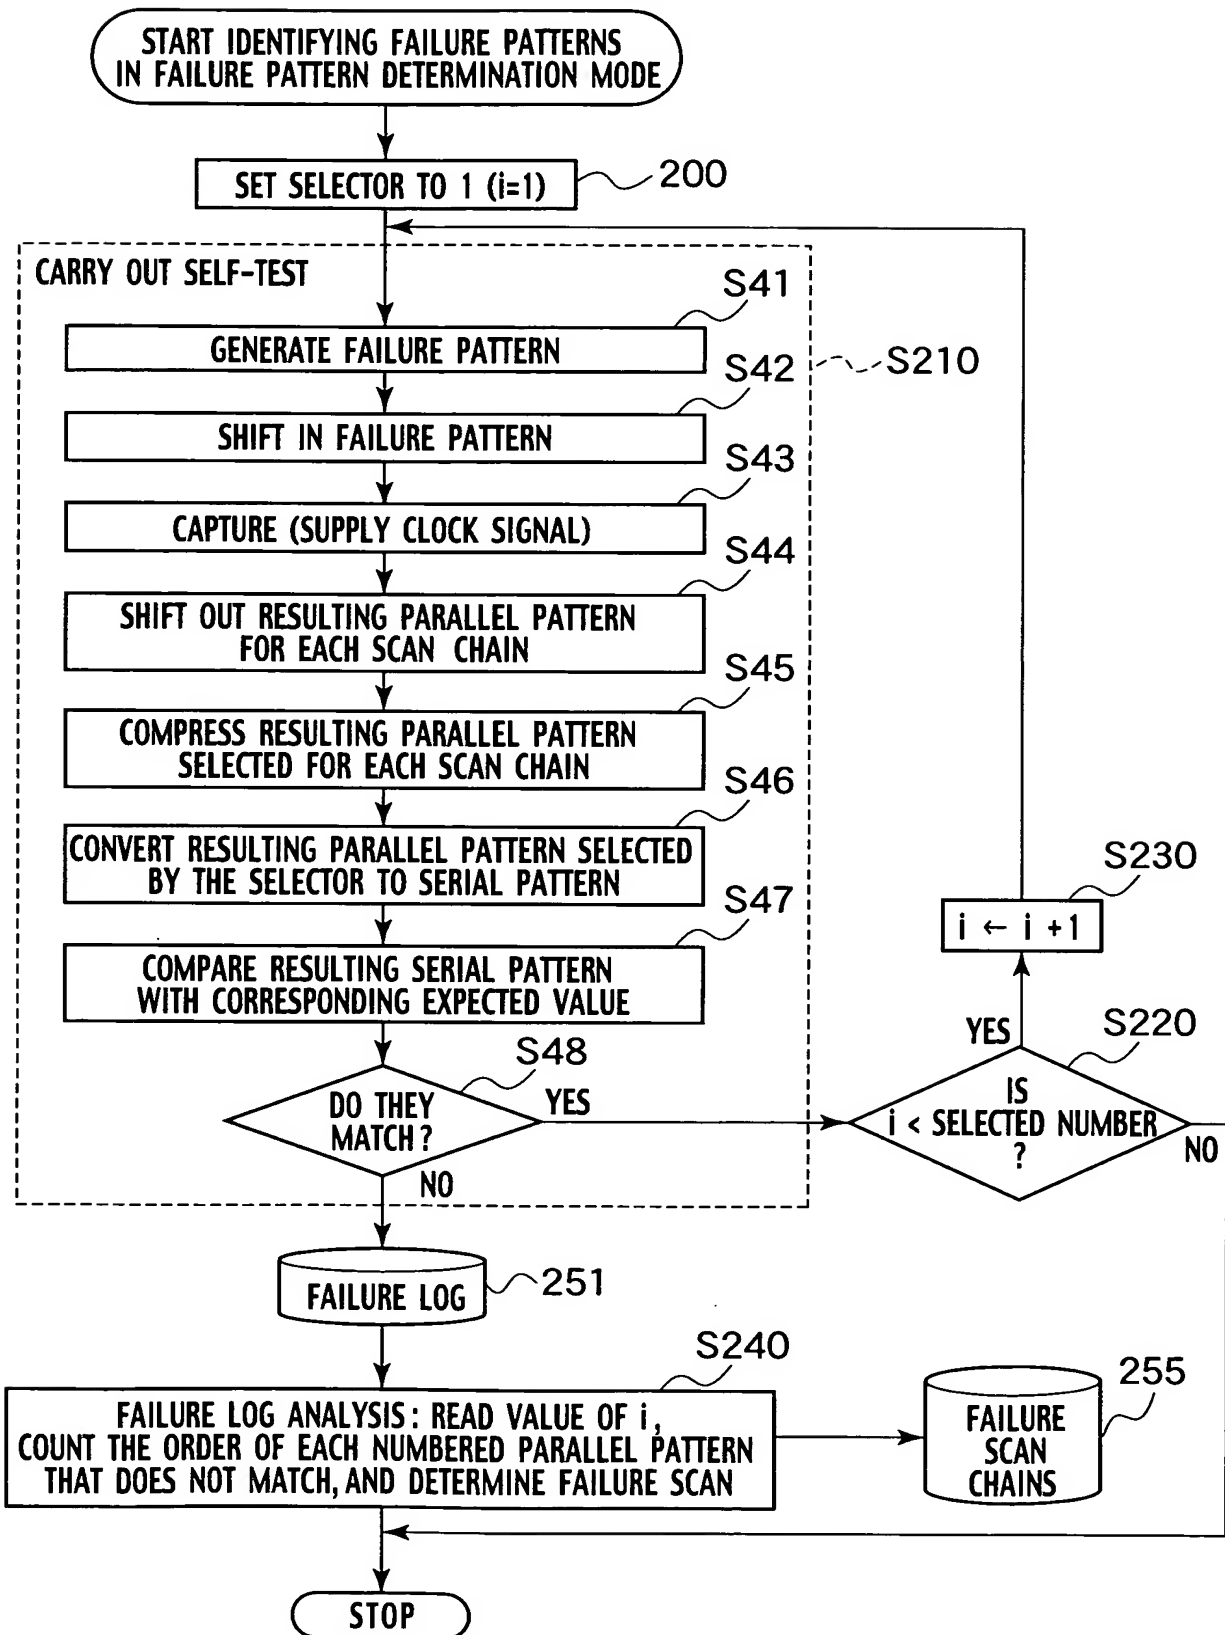 START IDENTIFYING FAILURE PATTERNS
IN FAILURE PATTERN DETERMINATION MODE
SET SELECTOR TO 1 (i=1)
200
CARRY OUT SELF-TEST
S41
GENERATE FAILURE PATTERN
S210
S42
SHIFT IN FAILURE PATTERN
S43
CAPTURE (SUPPLY CLOCK SIGNAL)
S44
SHIFT OUT RESULTING PARALLEL PATTERN
FOR EACH SCAN CHAIN
S45
COMPRESS RESULTING PARALLEL PATTERN
SELECTED FOR EACH SCAN CHAIN
S46
CONVERT RESULTING PARALLEL PATTERN SELECTED
BY THE SELECTOR TO SERIAL PATTERN
S47
COMPARE RESULTING SERIAL PATTERN
WITH CORRESPONDING EXPECTED VALUE
S48
DO THEY
MATCH?
YES
NO
S230
i ← i +1
YES
S220
IS
i < SELECTED NUMBER
?
NO
FAILURE LOG
251
S240
FAILURE LOG ANALYSIS: READ VALUE OF i,
COUNT THE ORDER OF EACH NUMBERED PARALLEL PATTERN
THAT DOES NOT MATCH, AND DETERMINE FAILURE SCAN
255
FAILURE
SCAN
CHAINS
STOP